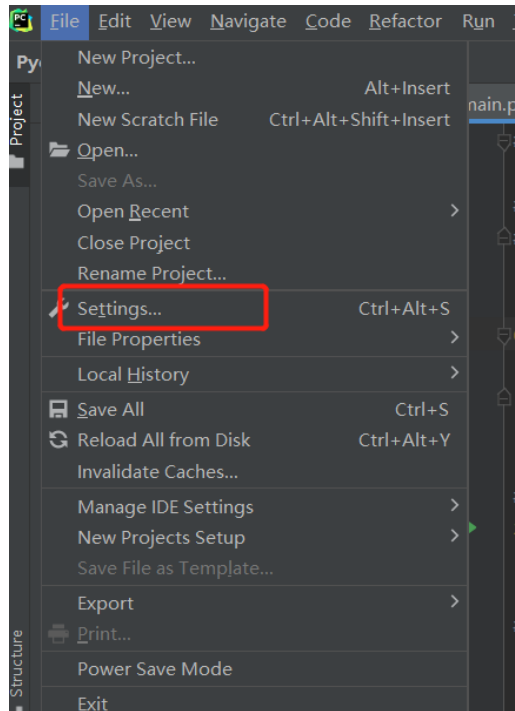 PC File Edit View Navigate Code Refactor Run
Py
New Project...
New... Alt+Insert
main.p
New Scratch File Ctrl+Alt+Shift+Insert
Project
Open...
Save As...
Open Recent
Close Project
Rename Project...
Settings... Ctrl+Alt+S
File Properties
Local History
Save All Ctrl+S
Reload All from Disk Ctrl+Alt+Y
Invalidate Caches...
Manage IDE Settings
New Projects Setup
Save File as Template...
Export
Print...
Structure
Power Save Mode
Exit